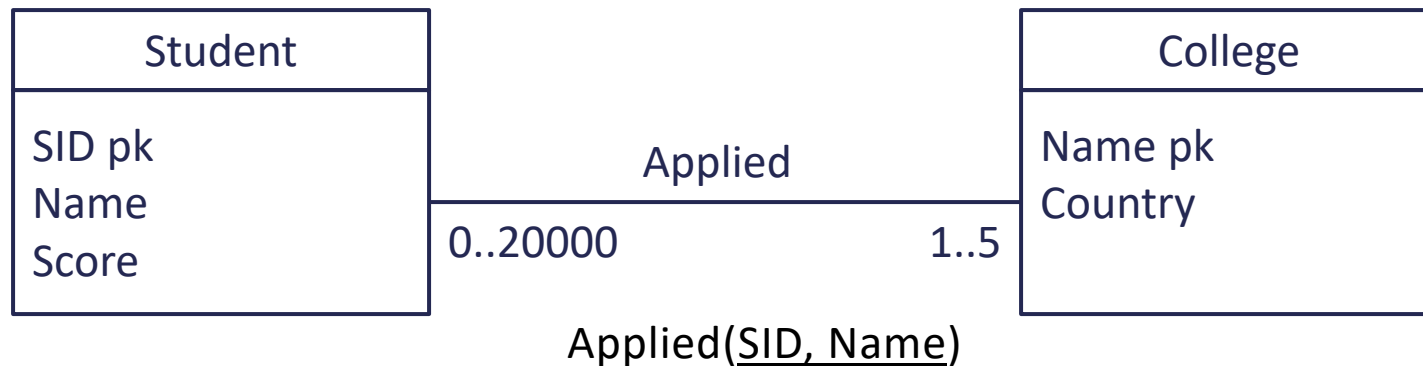 Student
SID pk
Name
Score
Applied
0..20000
1..5
College
Name pk
Country
Applied(SID, Name)